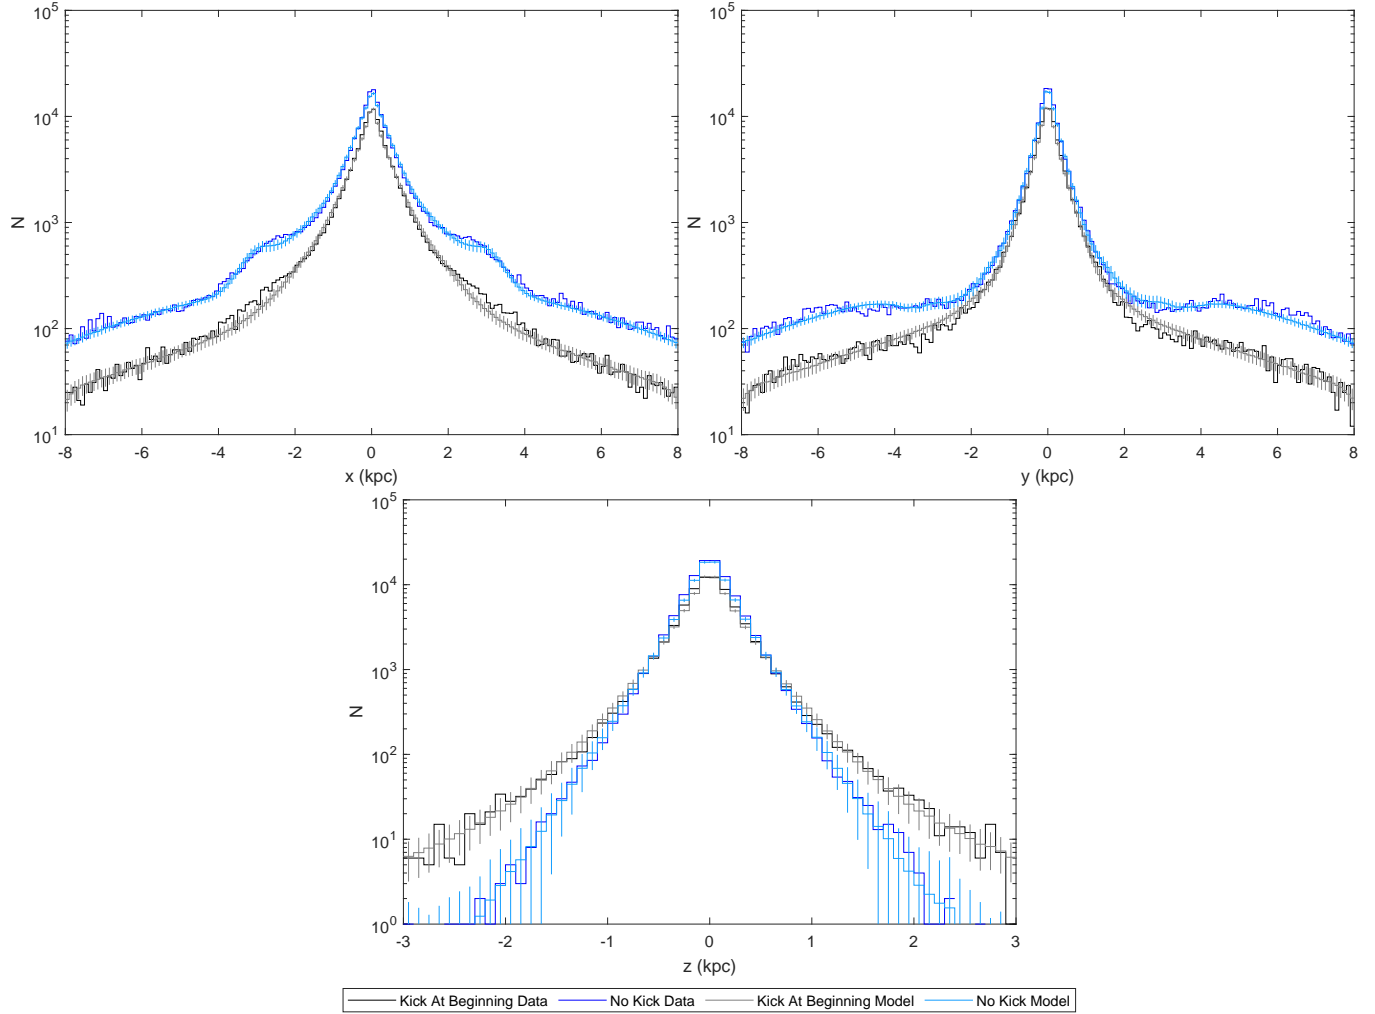 10^5
10^4
10^3
10^2
10^1
N
-8 -6 -4 -2 0 2 4 6 8
x (kpc)
10^5
10^4
10^3
10^2
10^1
N
-8 -6 -4 -2 0 2 4 6 8
y (kpc)
10^5
10^4
10^3
10^2
10^1
10^0
N
-3 -2 -1 0 1 2 3
z (kpc)
Kick At Beginning Data No Kick Data Kick At Beginning Model No Kick Model